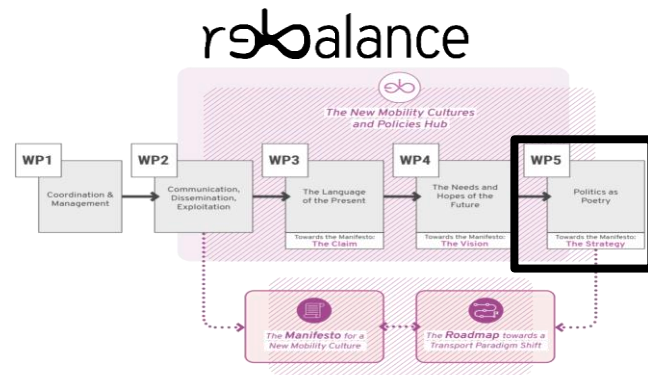 rebalance
The New Mobility Cultures
and Policies Hub
WP1
Coordination &
Management
WP2
Communication,
Dissemination,
Exploitation
WP3
The Language
of the Present
Towards the Manifesto:
The Claim
WP4
The Needs and
Hopes of the
Future
Towards the Manifesto:
The Vision
WP5
Politics as
Poetry
Towards the Manifesto:
The Strategy
The Manifesto for a
New Mobility Culture
The Roadmap towards a
Transport Paradigm Shift